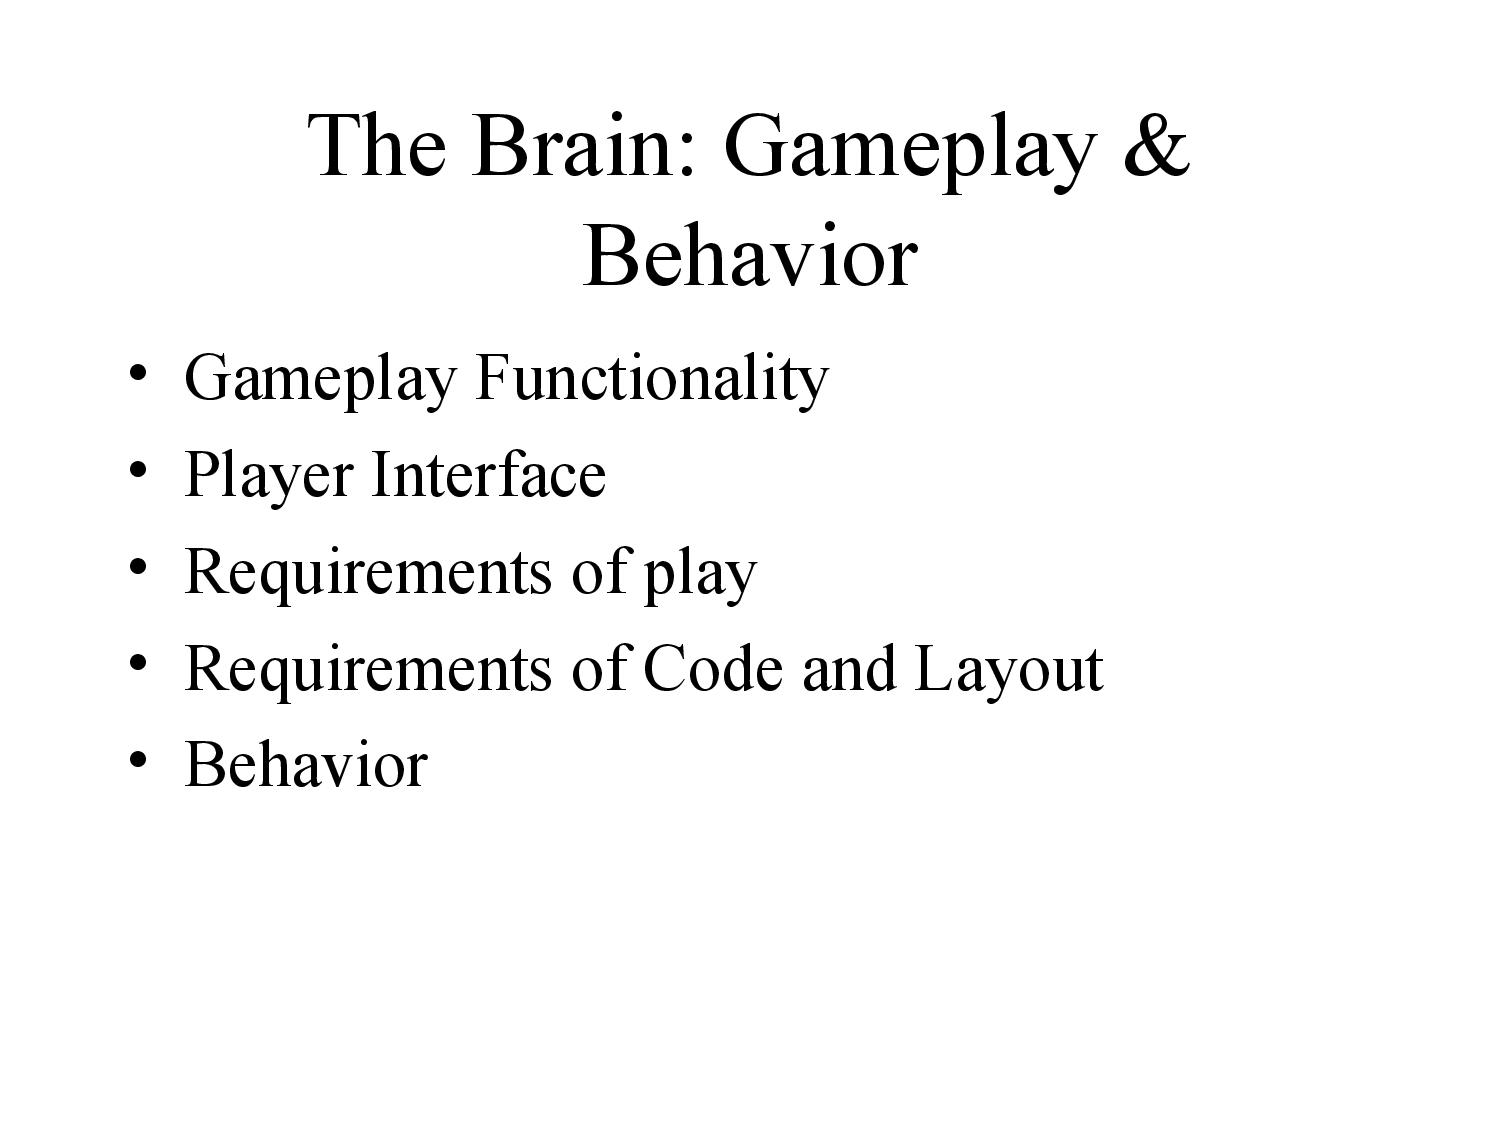 The Brain: Gameplay &
Behavior
• Gameplay Functionality
• Player Interface
• Requirements of play
• Requirements of Code and Layout
• Behavior